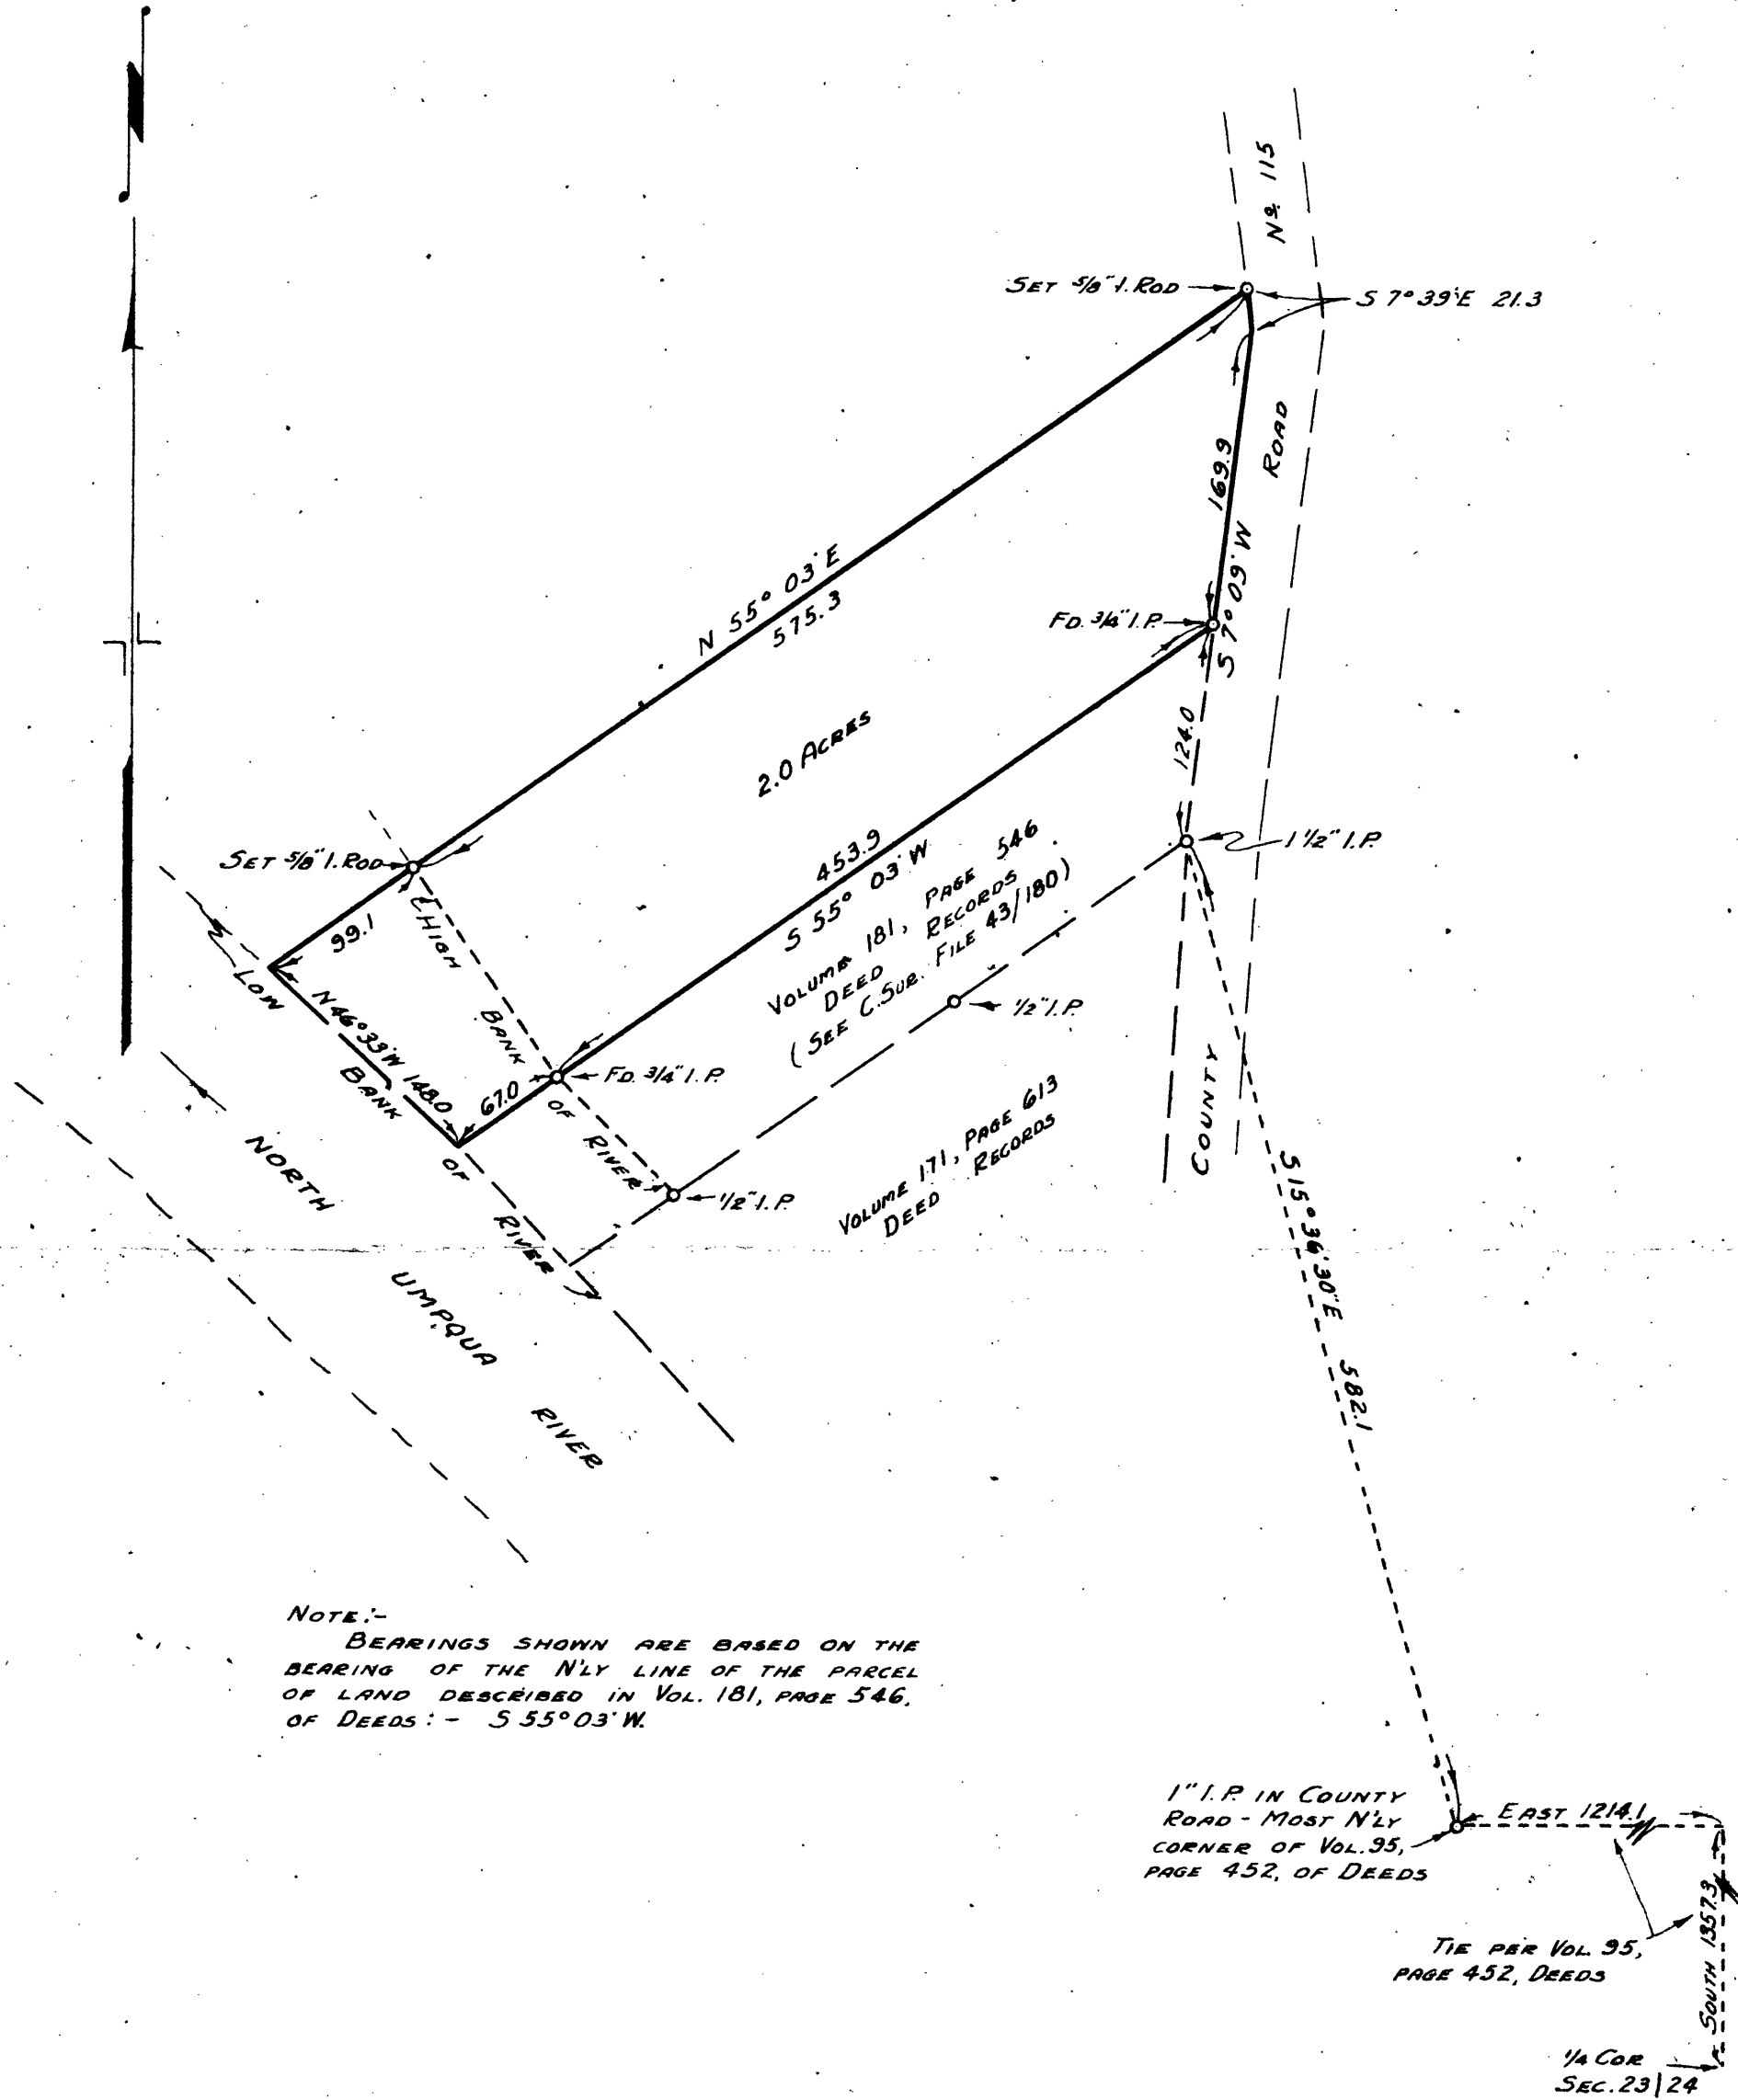 N
Nº 115
SET 5/8" I. ROD
S 7° 39' E 21.3
169.9
ROAD
N 55° 03' E
575.3
FD. 3/4" I.P.
S 7° 09' W
2.0 ACRES
124.0
1 1/2" I.P.
SET 5/8" I. ROD
453.9
S 55° 03' W
VOLUME 181, PAGE 546
DEED RECORDS
(SEE C. SUR. FILE 43/180)
99.1
HIGH BANK OF RIVER
LOW BANK OF RIVER
N 46° 33' W 148.0
1/2" I.P.
FD. 3/4" I.P.
67.0
COUNTY
VOLUME 171, PAGE 613
DEED RECORDS
NORTH UMPQUA RIVER
1/2" I.P.
S 15° 36' 30" E 582.1
NOTE:-
BEARINGS SHOWN ARE BASED ON THE
BEARING OF THE N'LY LINE OF THE PARCEL
OF LAND DESCRIBED IN VOL. 181, PAGE 546,
OF DEEDS:- S 55° 03' W.
1" I.P. IN COUNTY
ROAD - MOST N'LY
CORNER OF VOL. 95,
PAGE 452, OF DEEDS
EAST 1214.1
SOUTH 1357.3
TIE PER VOL. 95,
PAGE 452, DEEDS
1/4 COR
SEC. 23|24